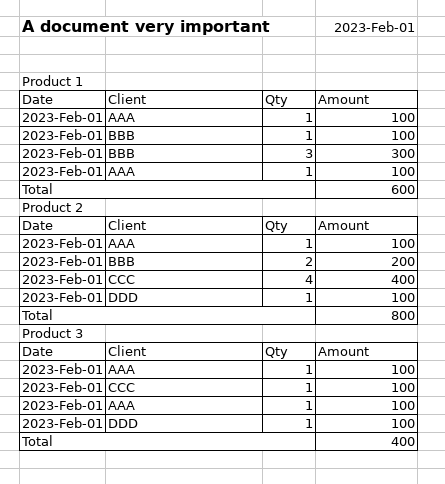 A document very important 2023-Feb-01
Product 1
Date Client Qty Amount
2023-Feb-01 AAA 1 100
2023-Feb-01 BBB 1 100
2023-Feb-01 BBB 3 300
2023-Feb-01 AAA 1 100
Total 600
Product 2
Date Client Qty Amount
2023-Feb-01 AAA 1 100
2023-Feb-01 BBB 2 200
2023-Feb-01 CCC 4 400
2023-Feb-01 DDD 1 100
Total 800
Product 3
Date Client Qty Amount
2023-Feb-01 AAA 1 100
2023-Feb-01 CCC 1 100
2023-Feb-01 AAA 1 100
2023-Feb-01 DDD 1 100
Total 400